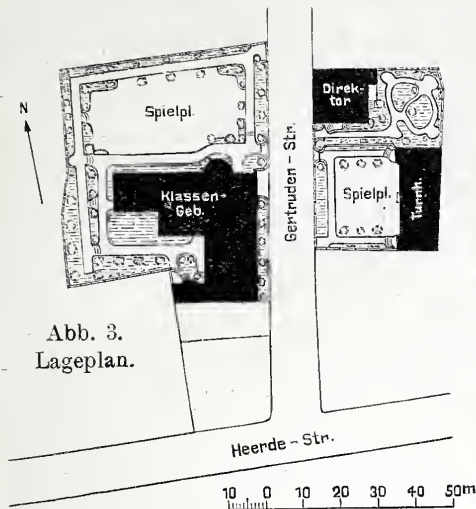 N
Spielpl.
Direk-
tor
Klassen-
Geb.
Gertruden-Str.
Spielpl.
Turnh.
Abb. 3.
Lageplan.
Heerde-Str.
10 0 10 20 30 40 50m